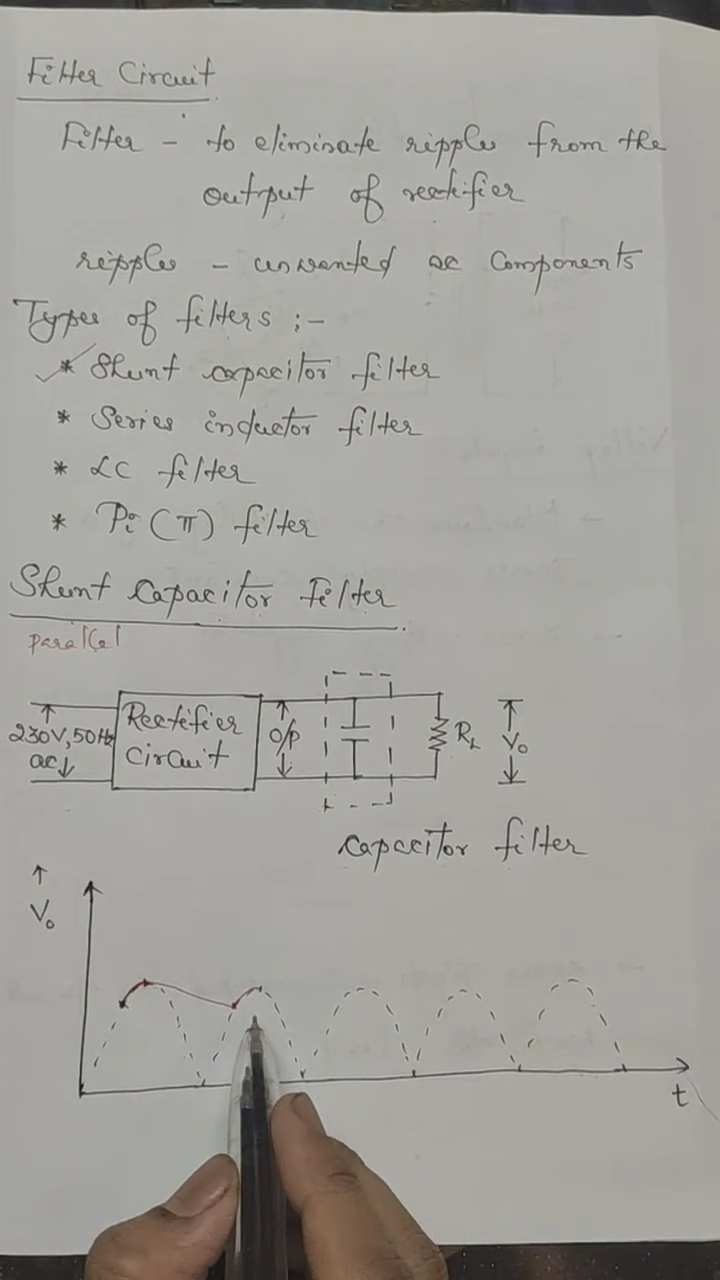 Filter Circuit
Filter - to eliminate ripples from the
output of rectifier
ripples - unwanted ac components
Types of filters :-
* Shunt capacitor filter
* Series inductor filter
* LC filter
* Pi (π) filter
Shunt Capacitor Filter
parallel
230V, 50Hz
ac
Rectifier
circuit
o/p
RL
Vo
capacitor filter
Vo
t